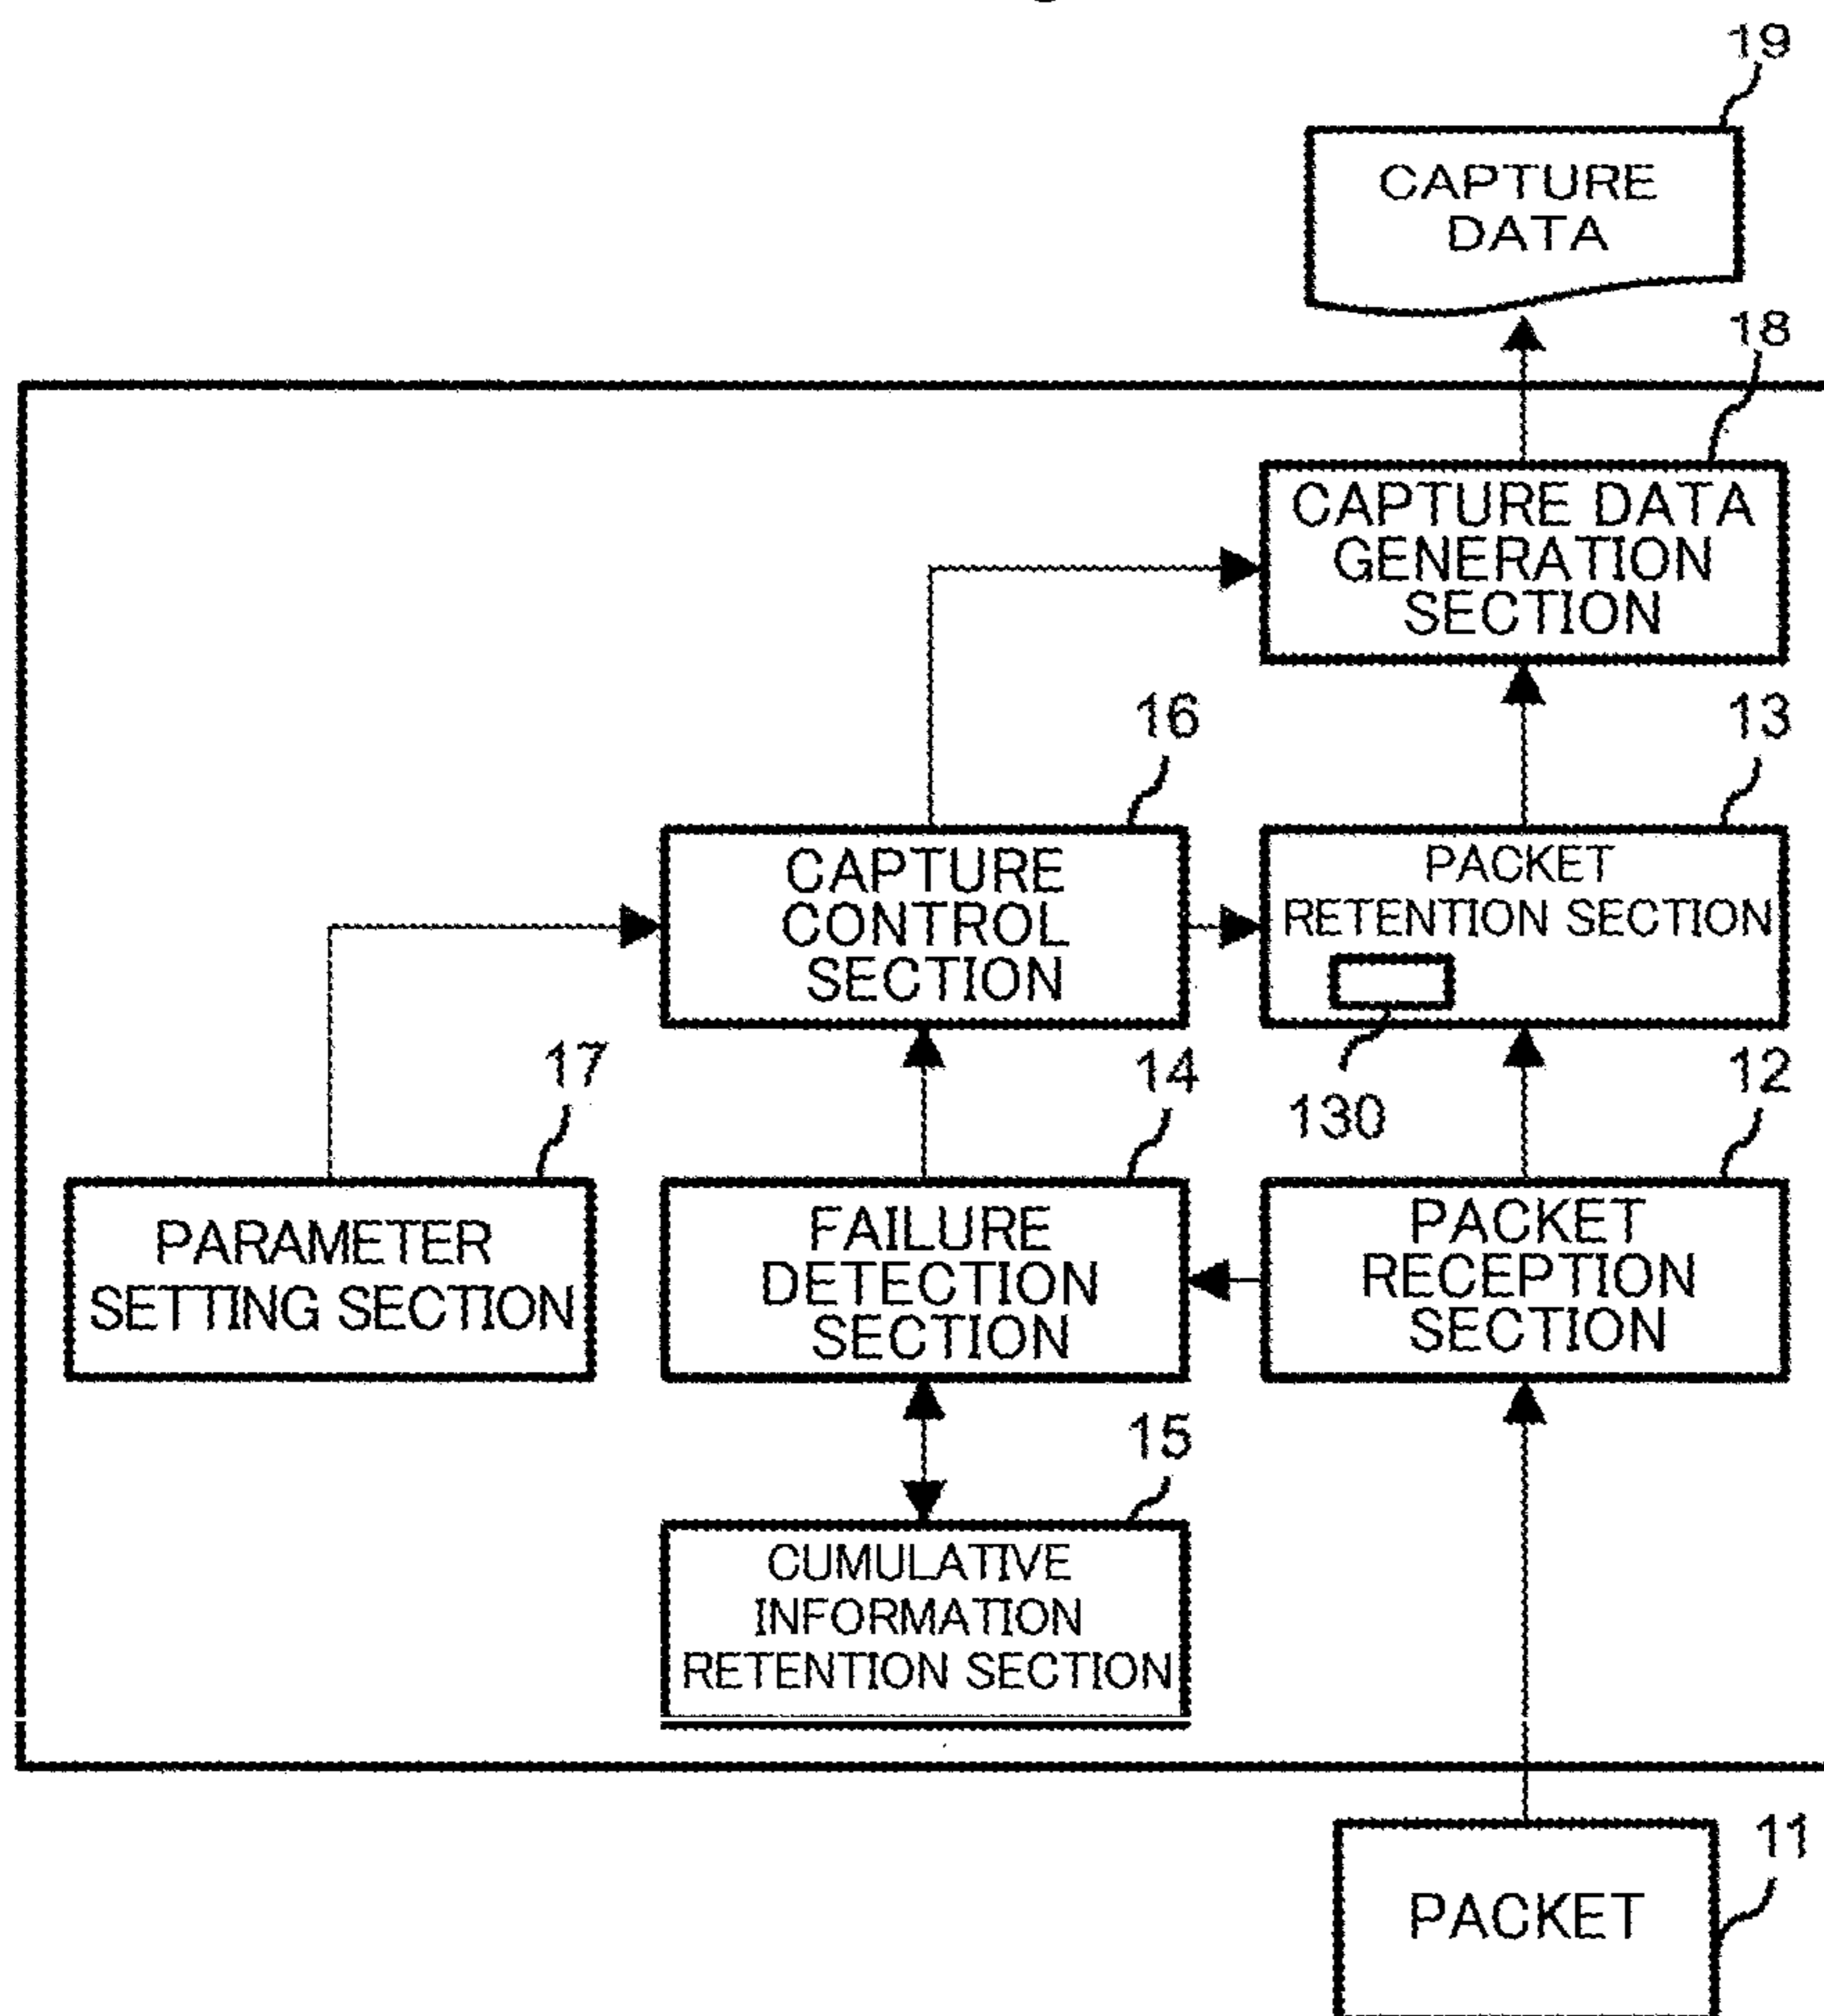 19
CAPTURE
DATA
18
CAPTURE DATA
GENERATION
SECTION
16
13
CAPTURE
CONTROL
SECTION
PACKET
RETENTION SECTION
130
17
14
12
PARAMETER
SETTING SECTION
FAILURE
DETECTION
SECTION
PACKET
RECEPTION
SECTION
15
CUMULATIVE
INFORMATION
RETENTION SECTION
11
PACKET